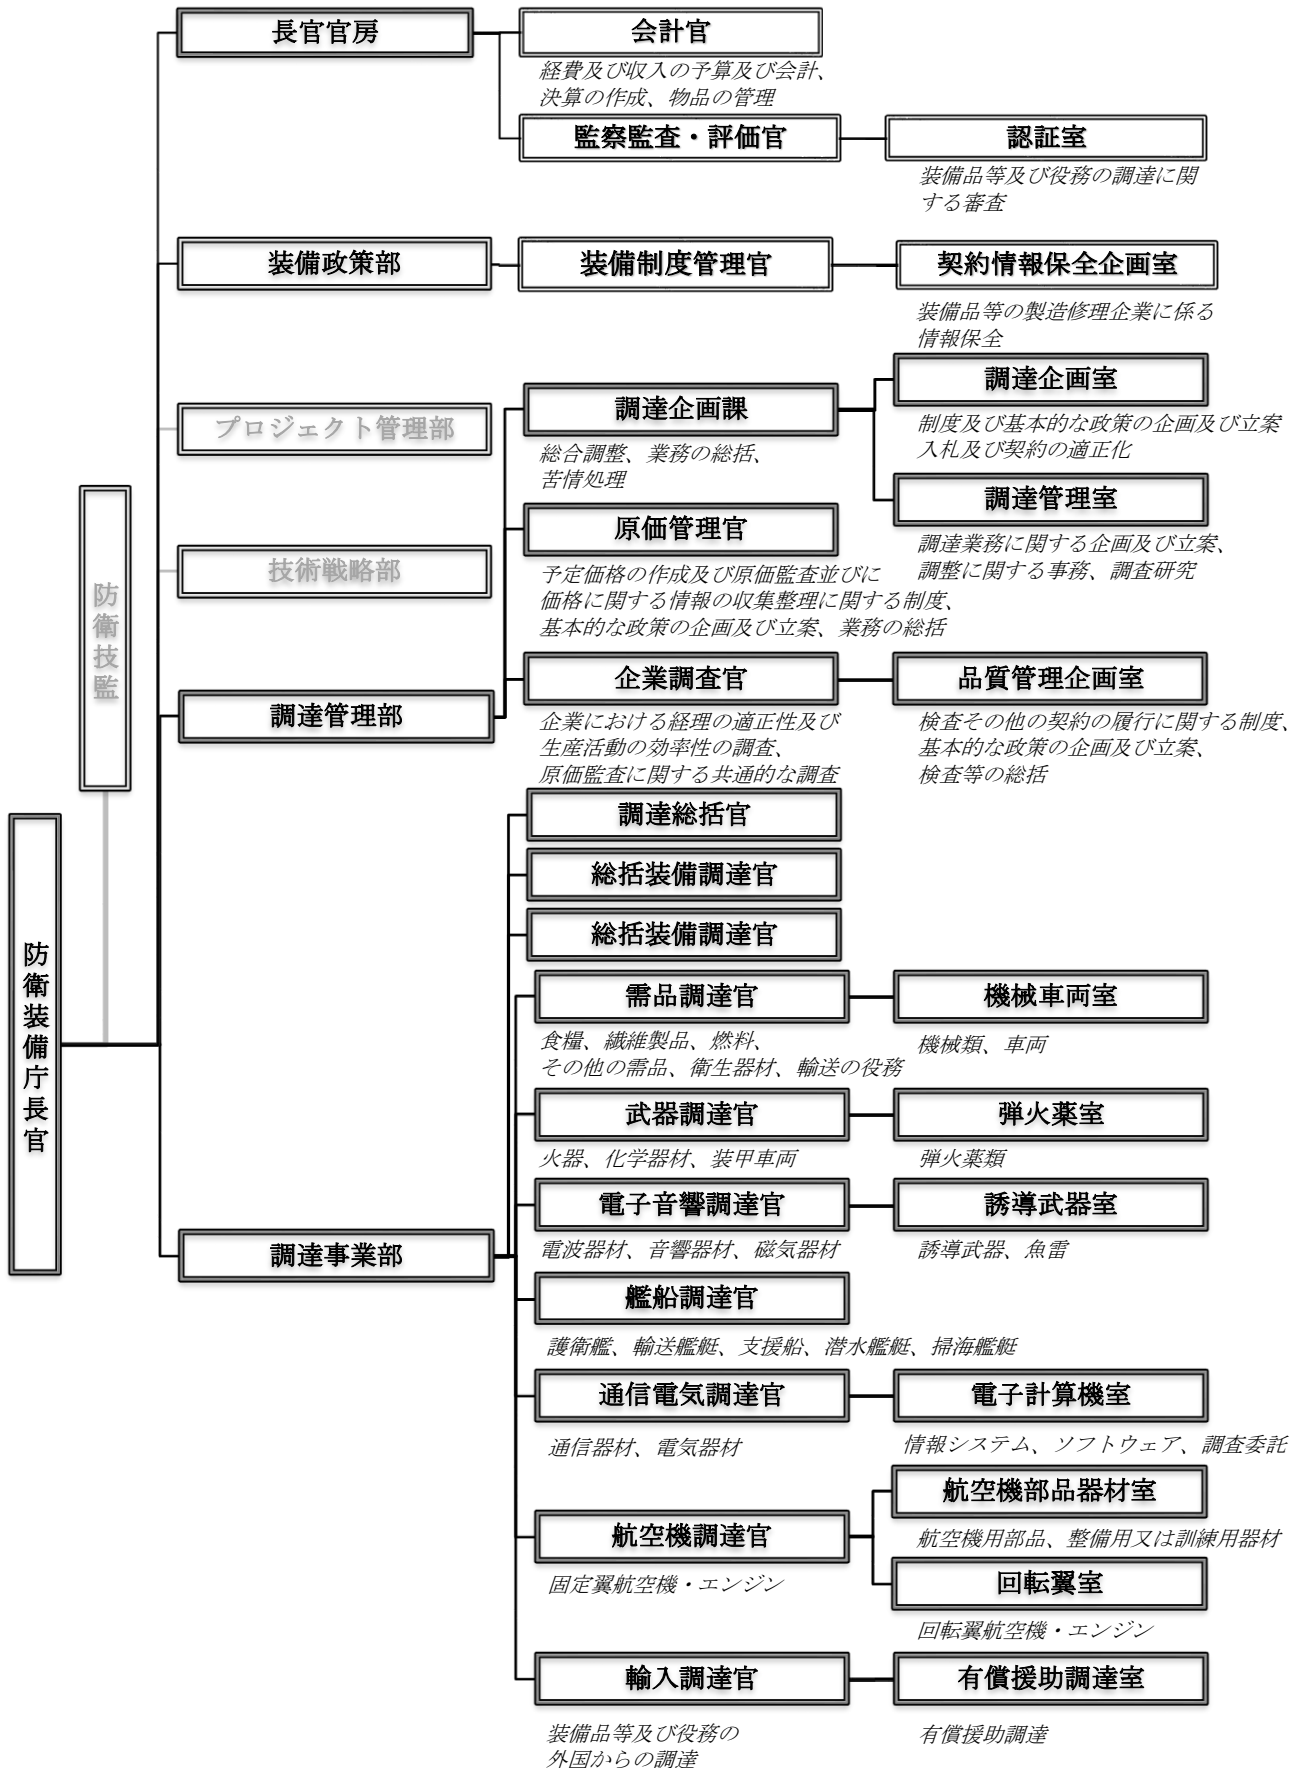 長官官房
会計官
経費及び収入の予算及び会計、
決算の作成、物品の管理
監察監査・評価官
認証室
装備品等及び役務の調達に関
する審査
装備政策部
装備制度管理官
契約情報保全企画室
装備品等の製造修理企業に係る
情報保全
プロジェクト管理部
技術戦略部
防衛技監
調達管理部
調達企画課
総合調整、業務の総括、
苦情処理
調達企画室
制度及び基本的な政策の企画及び立案
入札及び契約の適正化
調達管理室
調達業務に関する企画及び立案、
調整に関する事務、調査研究
原価管理官
予定価格の作成及び原価監査並びに
価格に関する情報の収集整理に関する制度、
基本的な政策の企画及び立案、業務の総括
企業調査官
企業における経理の適正性及び
生産活動の効率性の調査、
原価監査に関する共通的な調査
品質管理企画室
検査その他の契約の履行に関する制度、
基本的な政策の企画及び立案、
検査等の総括
防衛装備庁長官
調達事業部
調達総括官
総括装備調達官
総括装備調達官
需品調達官
食糧、繊維製品、燃料、
その他の需品、衛生器材、輸送の役務
機械車両室
機械類、車両
武器調達官
火器、化学器材、装甲車両
弾火薬室
弾火薬類
電子音響調達官
電波器材、音響器材、磁気器材
誘導武器室
誘導武器、魚雷
艦船調達官
護衛艦、輸送艦艇、支援船、潜水艦艇、掃海艦艇
通信電気調達官
通信器材、電気器材
電子計算機室
情報システム、ソフトウェア、調査委託
航空機調達官
固定翼航空機・エンジン
航空機部品器材室
航空機用部品、整備用又は訓練用器材
回転翼室
回転翼航空機・エンジン
輸入調達官
装備品等及び役務の
外国からの調達
有償援助調達室
有償援助調達